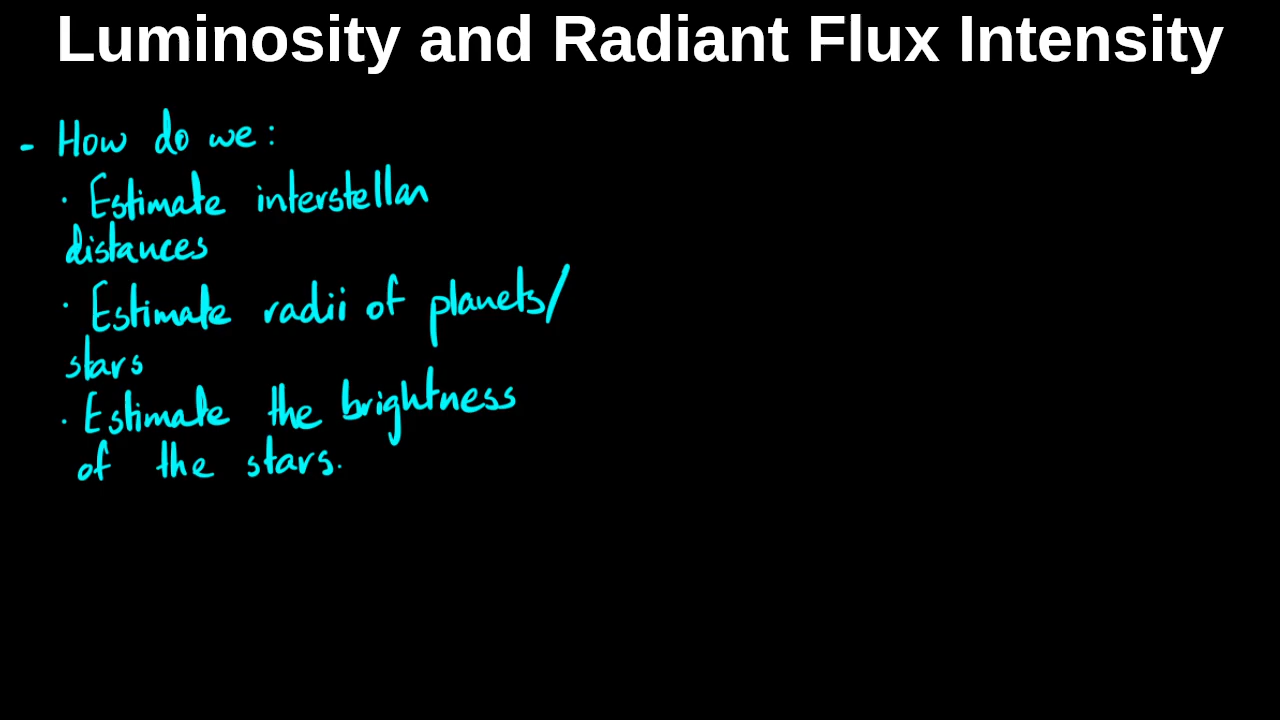 Luminosity and Radiant Flux Intensity
- How do we:
· Estimate interstellar
distances
· Estimate radii of planets/
stars
· Estimate the brightness
of the stars.